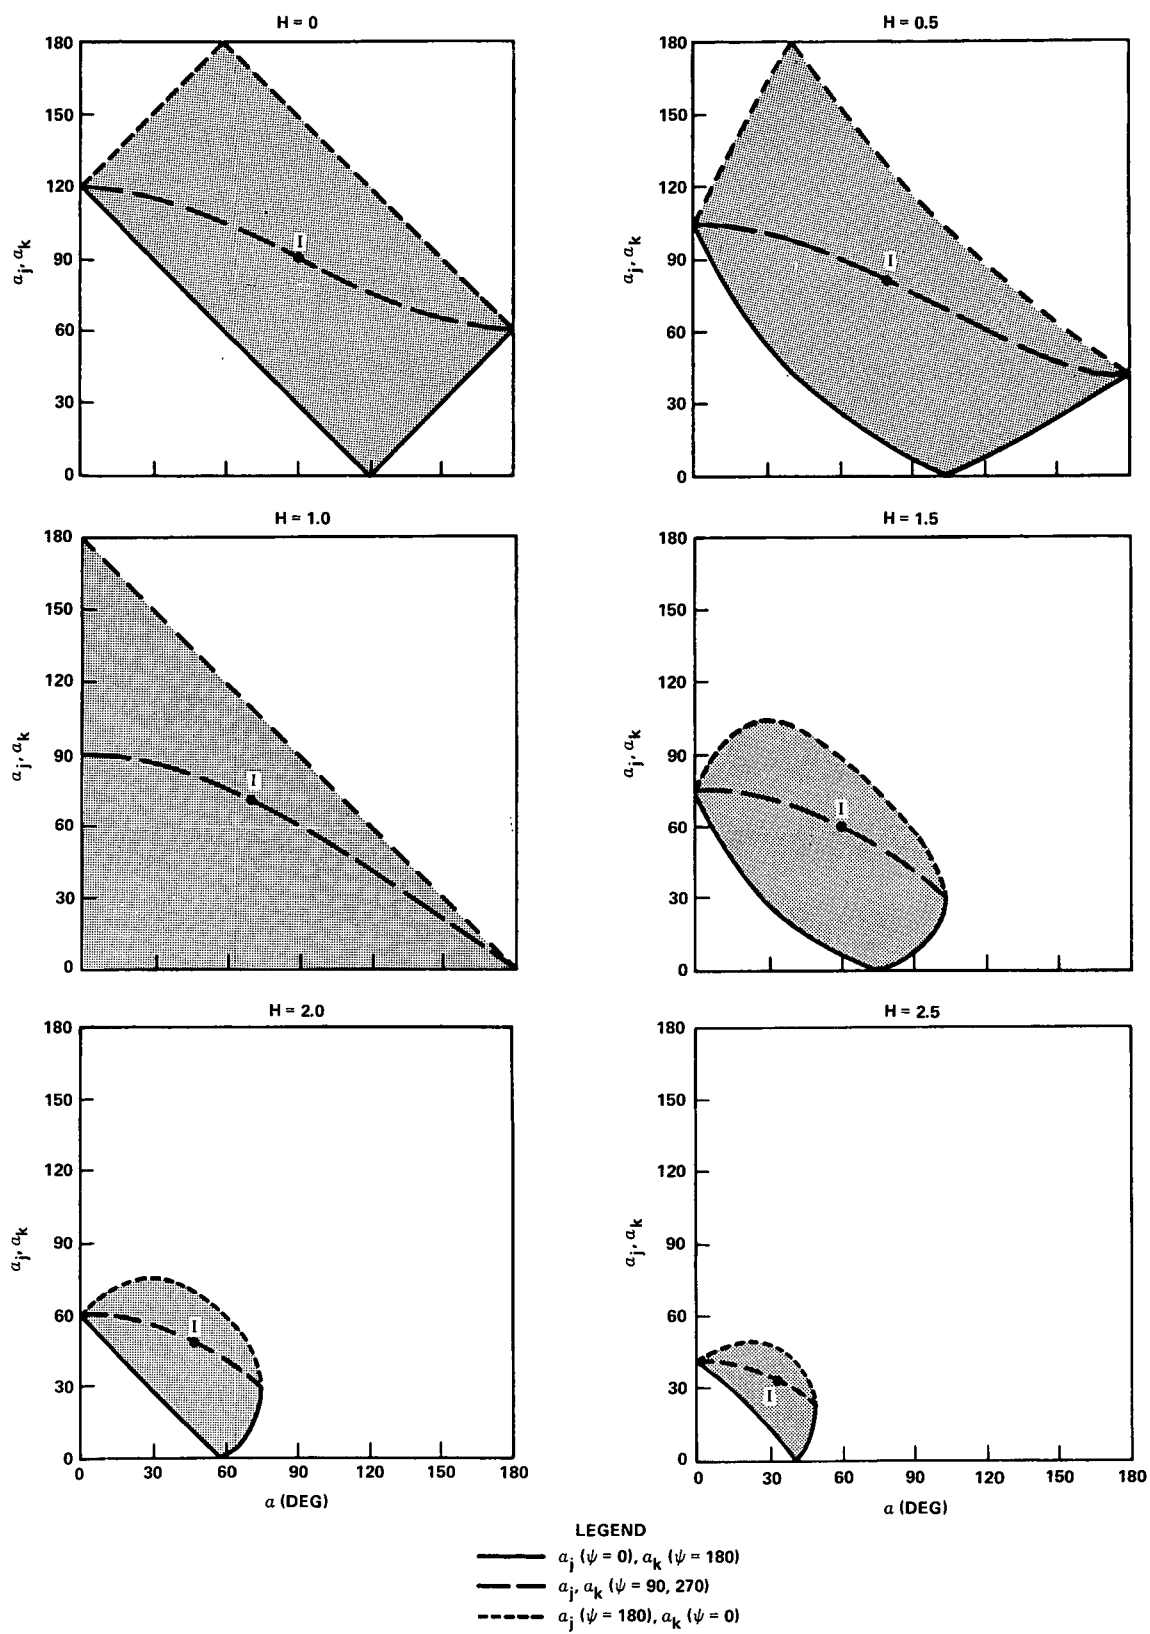 H = 0
180
150
120
90
60
30
0
a_j, a_k
I
H = 0.5
180
150
120
90
60
30
0
a_j, a_k
I
H = 1.0
180
150
120
90
60
30
0
a_j, a_k
I
H = 1.5
180
150
120
90
60
30
0
a_j, a_k
I
H = 2.0
180
150
120
90
60
30
0
a_j, a_k
I
0 30 60 90 120 150 180
a (DEG)
H = 2.5
180
150
120
90
60
30
0
a_j, a_k
I
0 30 60 90 120 150 180
a (DEG)
LEGEND
a_j (ψ = 0), a_k (ψ = 180)
a_j, a_k (ψ = 90, 270)
a_j (ψ = 180), a_k (ψ = 0)